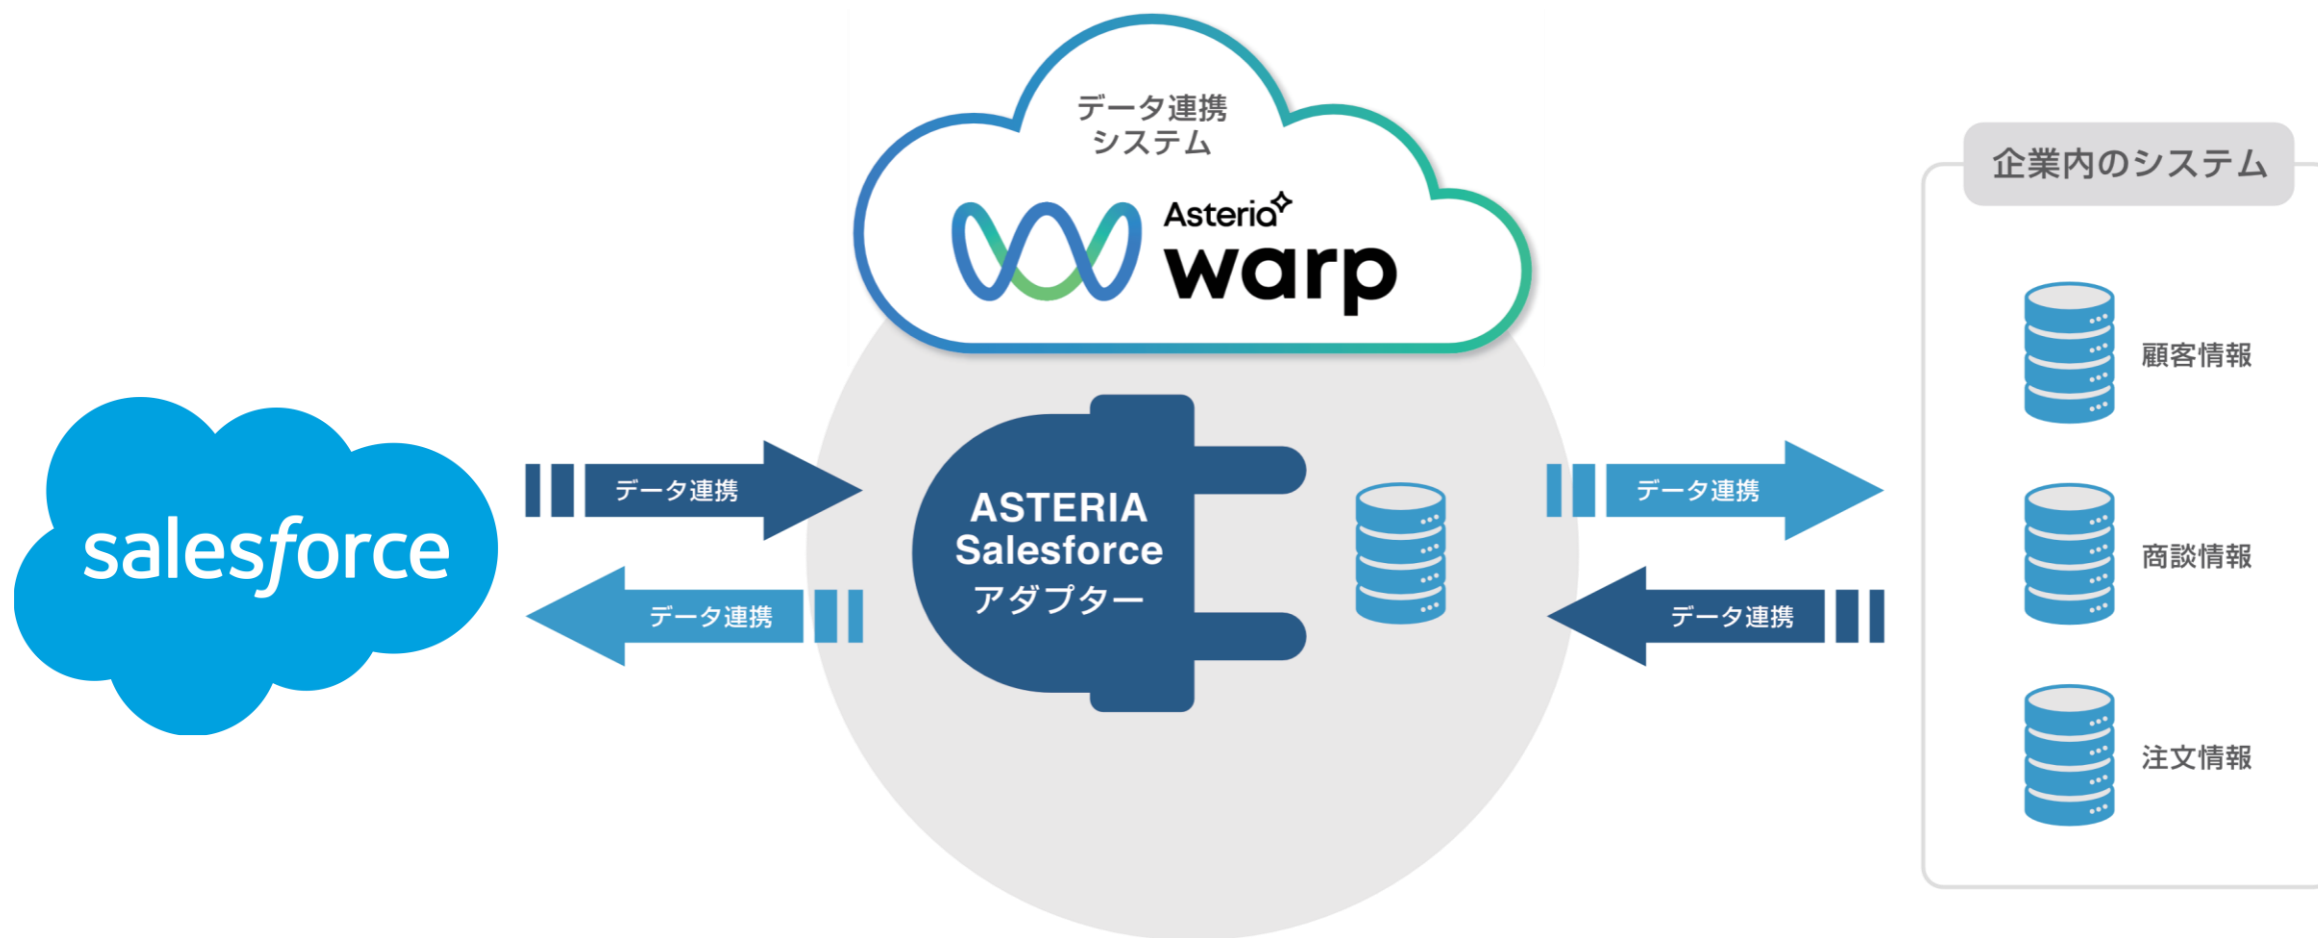 データ連携
システム
Asteria
warp
企業内のシステム
顧客情報
salesforce
データ連携
データ連携
ASTERIA
Salesforce
アダプター
データ連携
データ連携
商談情報
注文情報